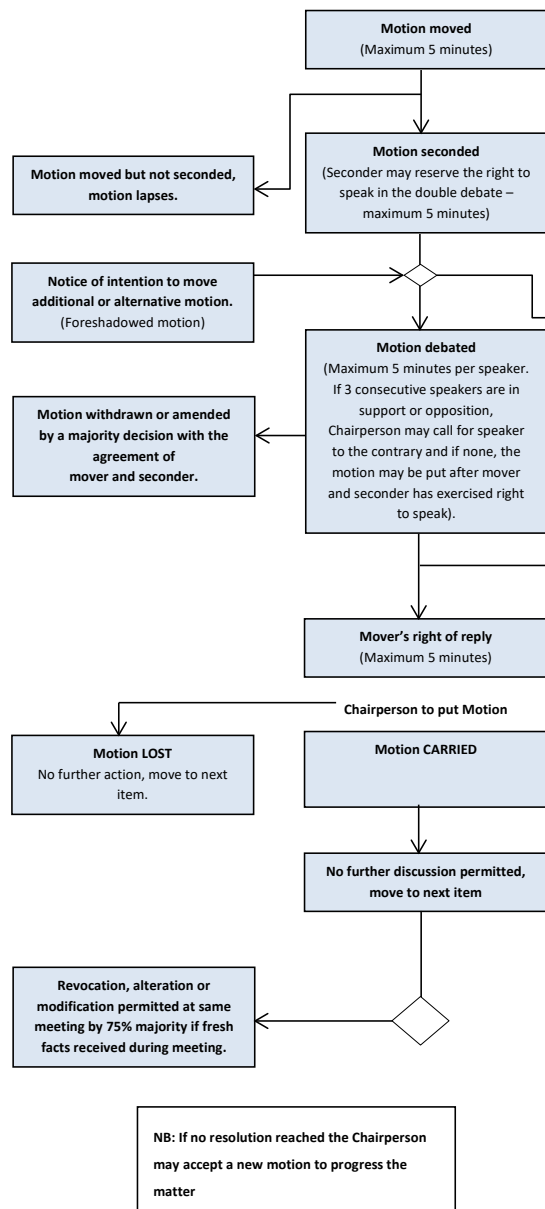 Motion moved
(Maximum 5 minutes)
Motion seconded
(Seconder may reserve the right to
speak in the double debate –
maximum 5 minutes)
Motion moved but not seconded,
motion lapses.
Notice of intention to move
additional or alternative motion.
(Foreshadowed motion)
Motion debated
(Maximum 5 minutes per speaker.
If 3 consecutive speakers are in
support or opposition,
Chairperson may call for speaker
to the contrary and if none, the
motion may be put after mover
and seconder has exercised right
to speak).
Motion withdrawn or amended
by a majority decision with the
agreement of
mover and seconder.
Mover’s right of reply
(Maximum 5 minutes)
Chairperson to put Motion
Motion LOST
No further action, move to next
item.
Motion CARRIED
No further discussion permitted,
move to next item
Revocation, alteration or
modification permitted at same
meeting by 75% majority if fresh
facts received during meeting.
NB: If no resolution reached the Chairperson
may accept a new motion to progress the
matter